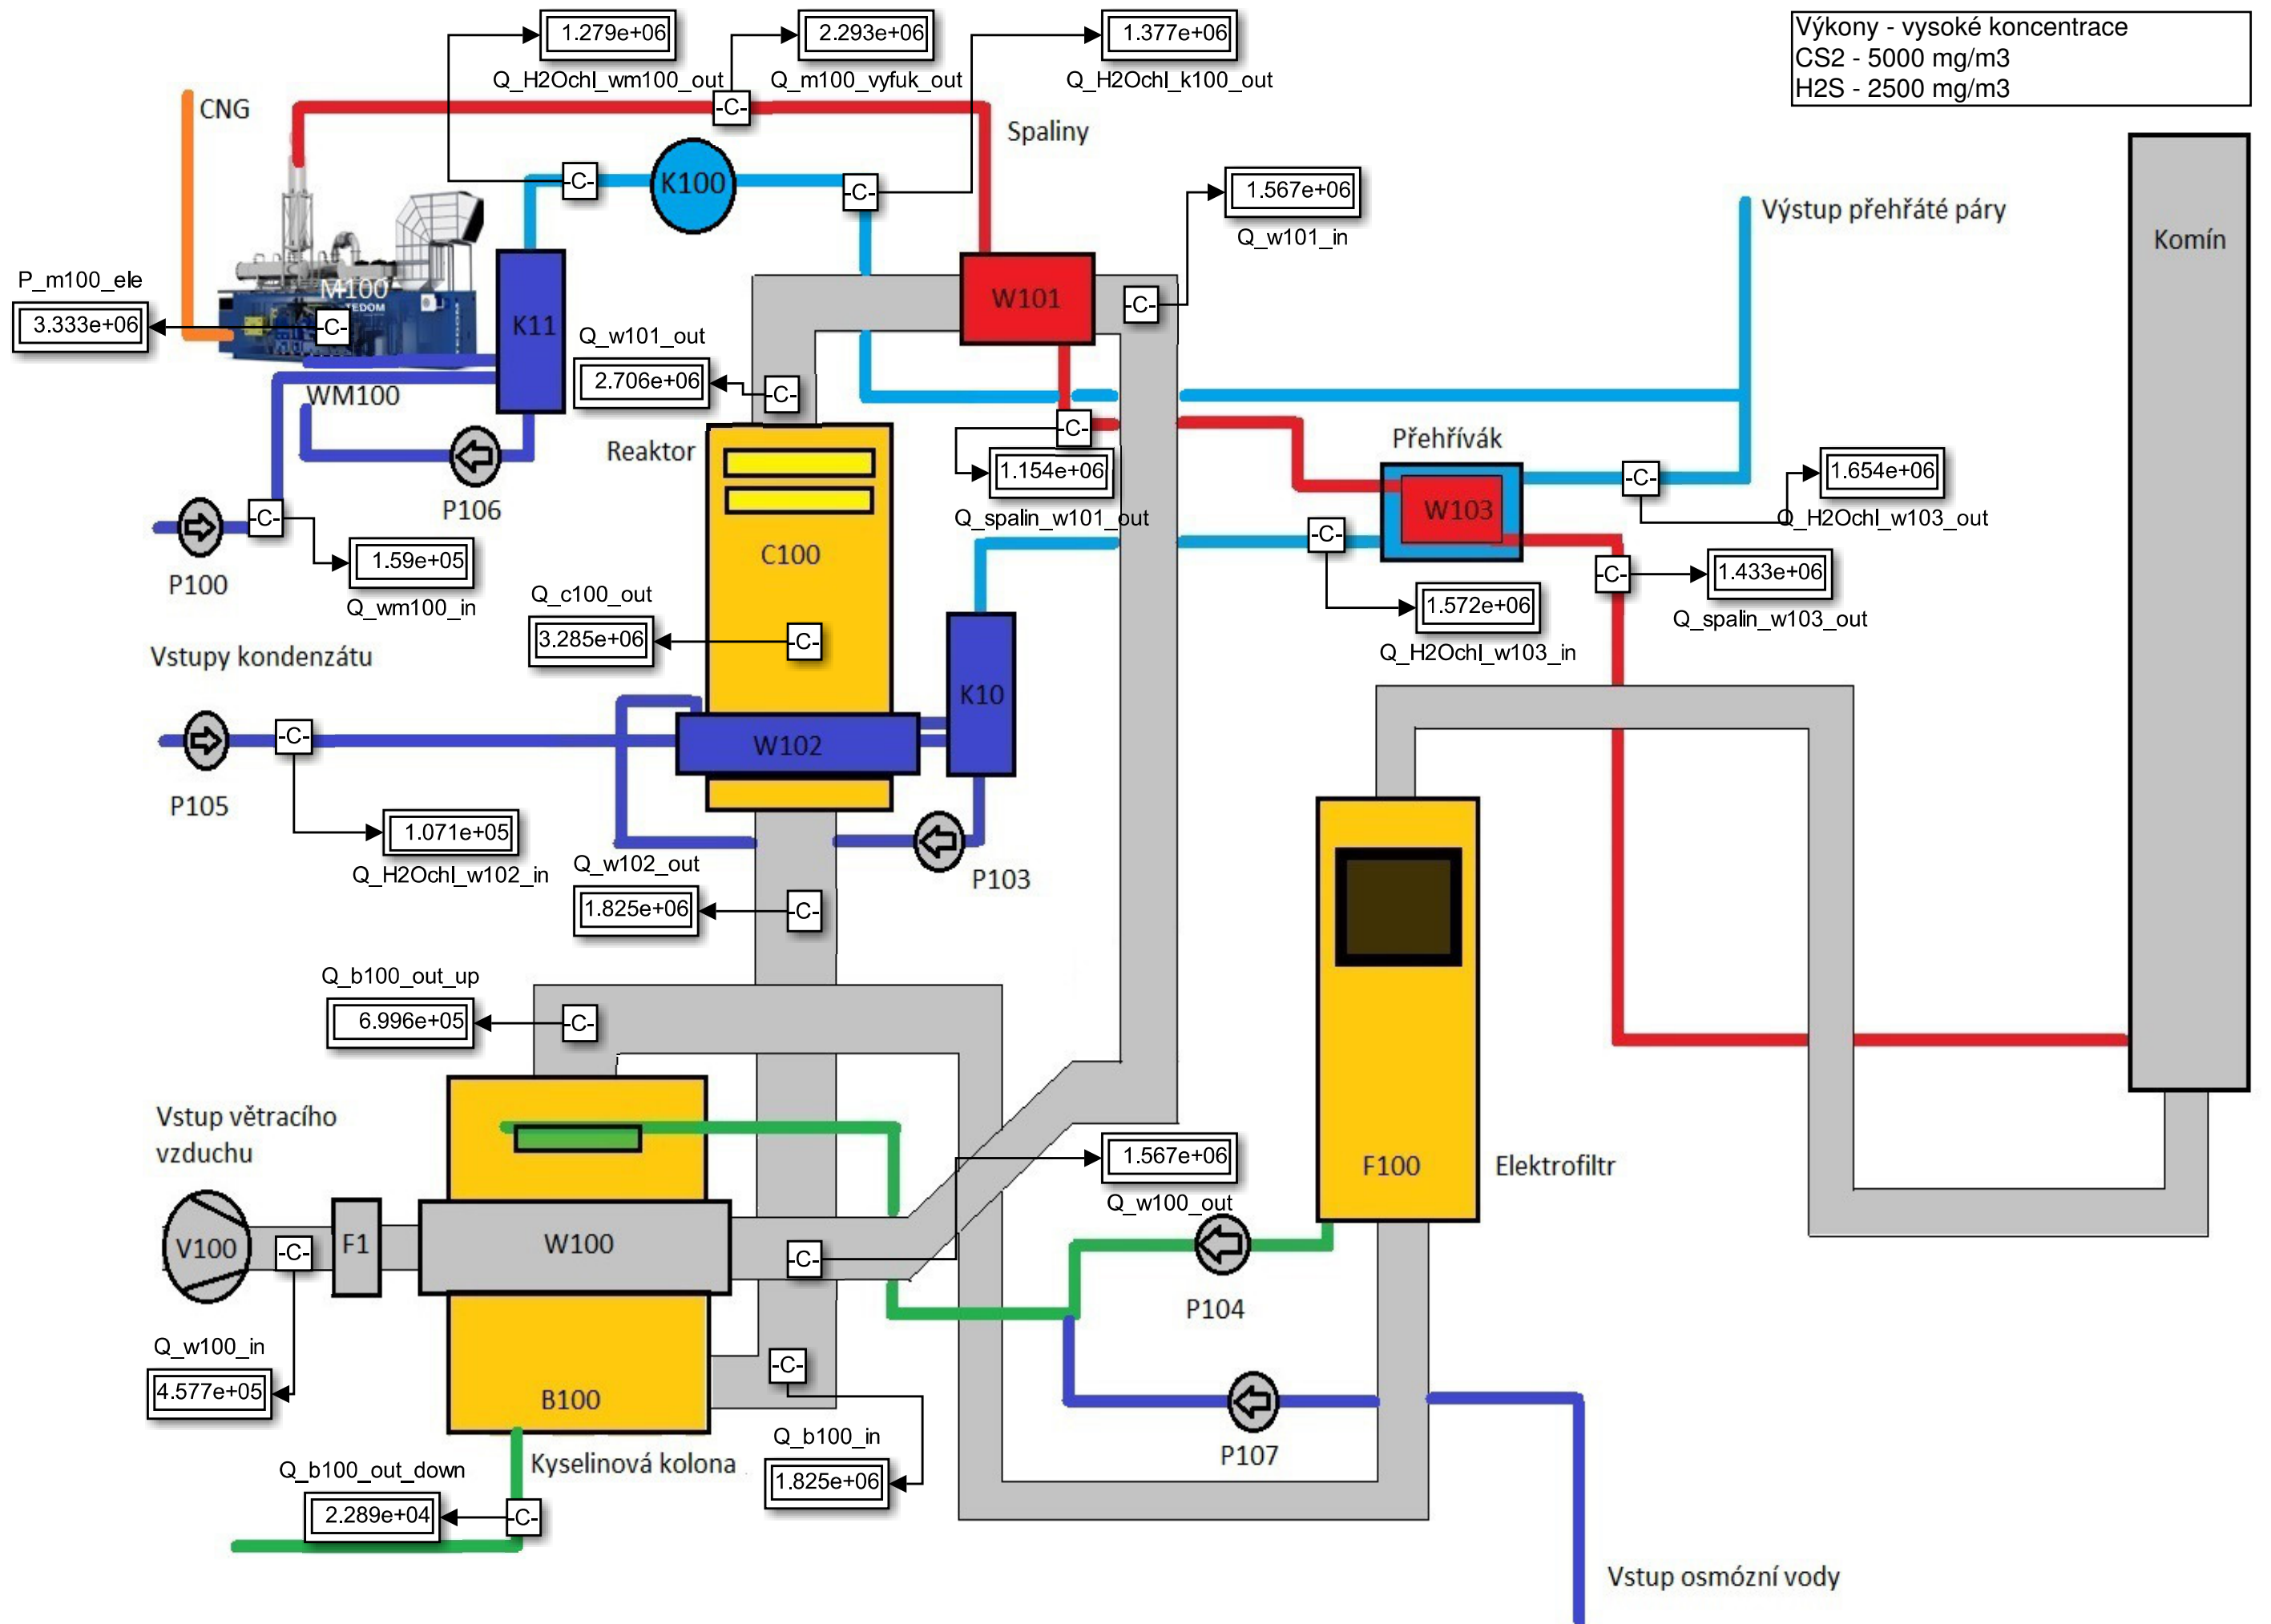 1.279e+06
2.293e+06
1.377e+06
Q_H2Ochl_wm100_out
Q_m100_vyfuk_out
Q_H2Ochl_k100_out
Výkony - vysoké koncentrace
CS2 - 5000 mg/m3
H2S - 2500 mg/m3
CNG
-C-
Spaliny
-C-
K100
-C-
1.567e+06
Q_w101_in
Výstup přehřáté páry
Komín
P_m100_ele
3.333e+06
M100
TEDOM
-C-
K11
W101
-C-
Q_w101_out
2.706e+06
-C-
WM100
Reaktor
-C-
Přehřívák
1.154e+06
Q_spalin_w101_out
-C-
1.654e+06
Q_H2Ochl_w103_out
P106
W103
-C-
P100
1.59e+05
Q_wm100_in
C100
-C-
-C-
1.433e+06
Q_spalin_w103_out
Q_c100_out
3.285e+06
-C-
1.572e+06
Q_H2Ochl_w103_in
Vstupy kondenzátu
K10
-C-
W102
P105
1.071e+05
Q_H2Ochl_w102_in
P103
Q_w102_out
1.825e+06
-C-
Q_b100_out_up
6.996e+05
-C-
Vstup větracího
vzduchu
1.567e+06
Q_w100_out
F100
Elektrofiltr
V100
-C-
F1
W100
-C-
P104
Q_w100_in
4.577e+05
-C-
B100
Q_b100_in
1.825e+06
P107
Kyselinová kolona
Q_b100_out_down
2.289e+04
-C-
Vstup osmózní vody